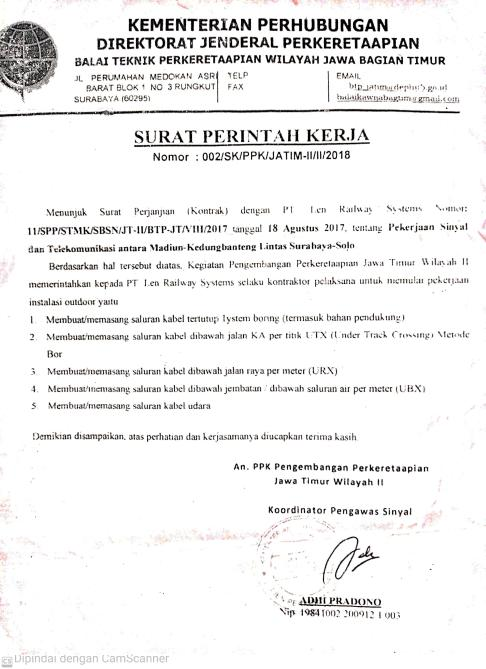 KEMENTERIAN PERHUBUNGAN
DIREKTORAT JENDERAL PERKERETAAPIAN
BALAI TEKNIK PERKERETAAPIAN WILAYAH JAWA BAGIAN TIMUR
JL PERUMAHAN MEDOKAN ASRI TELP EMAIL
BARAT BLOK 1 NO 3 RUNGKUT FAX
SURABAYA (60295)
SURAT PERINTAH KERJA
Nomor : 002/SK/PPK/JATIM-II/II/2018
Menunjuk Surat Perjanjian (Kontrak) dengan PT Len Railway Systems Nomor:
11/SPP/STMK/SBSN/JT-II/BTP-JT/VIII/2017 tanggal 18 Agustus 2017, tentang Pekerjaan Sinyal
dan Telekomunikasi antara Madiun-Kedungbanteng Lintas Surabaya-Solo
Berdasarkan hal tersebut diatas, Kegiatan Pengembangan Perkeretaapian Jawa Timur Wilayah II
memerintahkan kepada PT Len Railway Systems selaku kontraktor pelaksana untuk memulai pekerjaan
instalasi outdoor yaitu
1. Membuat/memasang saluran kabel tertutup boring (termasuk bahan pendukung)
2. Membuat/memasang saluran kabel dibawah jalan KA per titik UTX (Under Track Crossing) Metode
Bor
3. Membuat/memasang saluran kabel dibawah jalan raya per meter (URX)
4. Membuat/memasang saluran kabel dibawah jembatan / dibawah saluran air per meter (UBX)
5. Membuat/memasang saluran kabel udara
Demikian disampaikan, atas perhatian dan kerjasamanya diucapkan terima kasih
An. PPK Pengembangan Perkeretaapian
Jawa Timur Wilayah II
Koordinator Pengawas Sinyal
ADHI PRADONO
Nip 19841002 200912 1 003
CS Dipindai dengan CamScanner